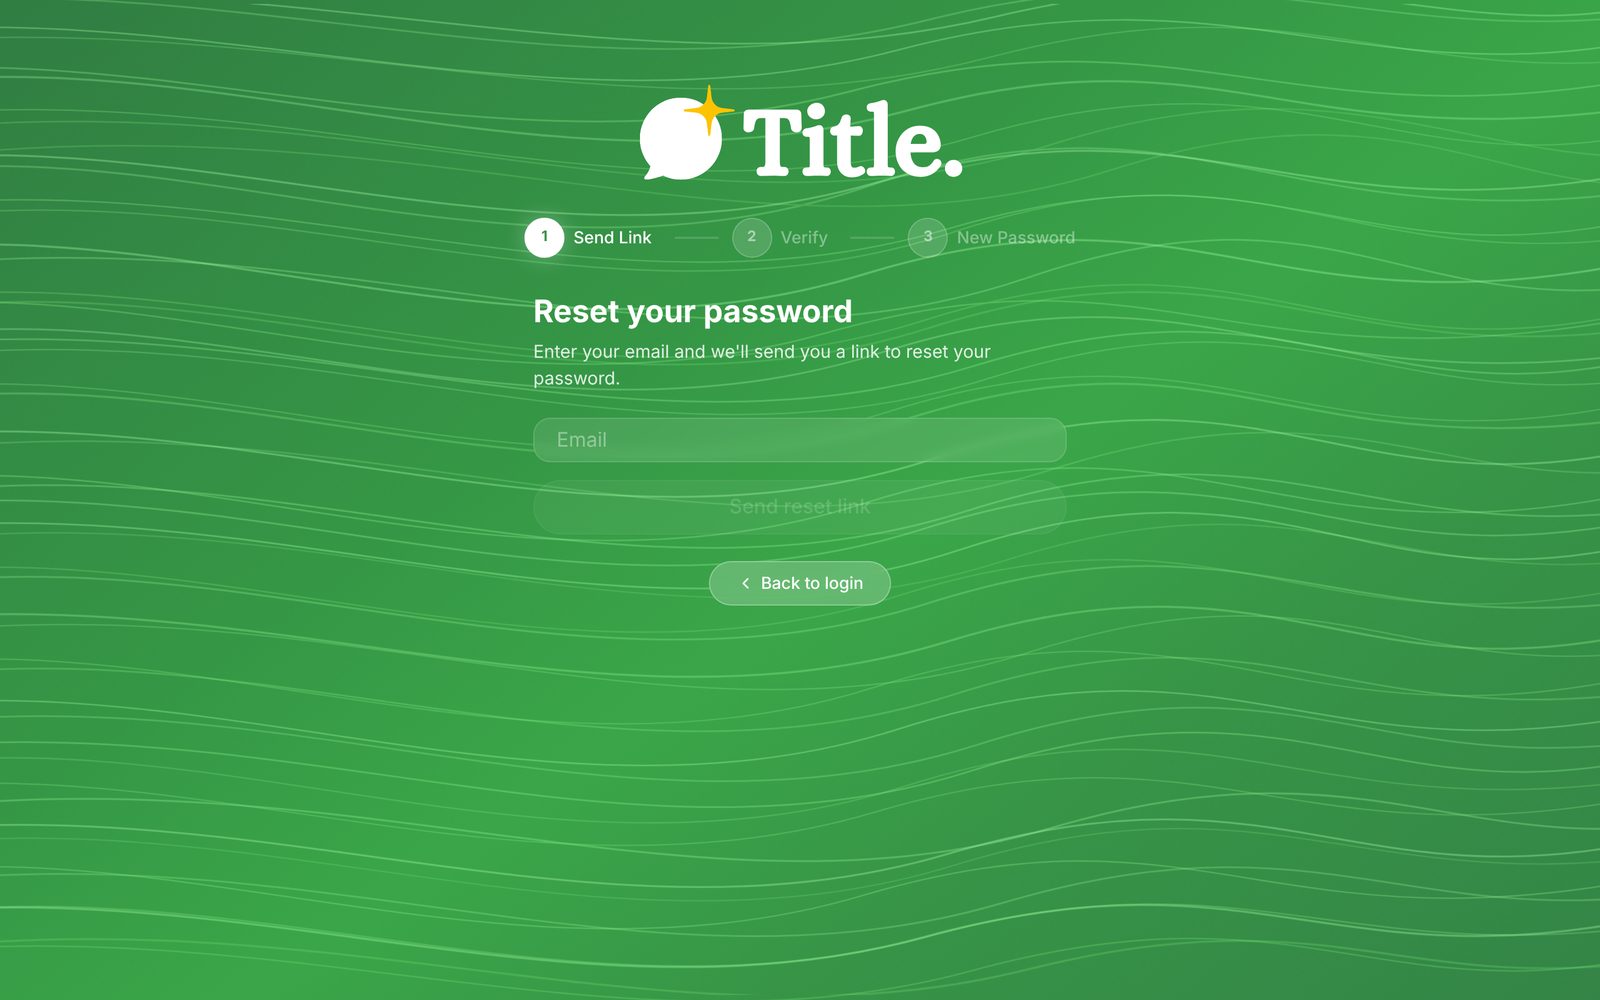 Title.
1 Send Link 2 Verify 3 New Password
Reset your password
Enter your email and we'll send you a link to reset your
password.
Email
Send reset link
Back to login